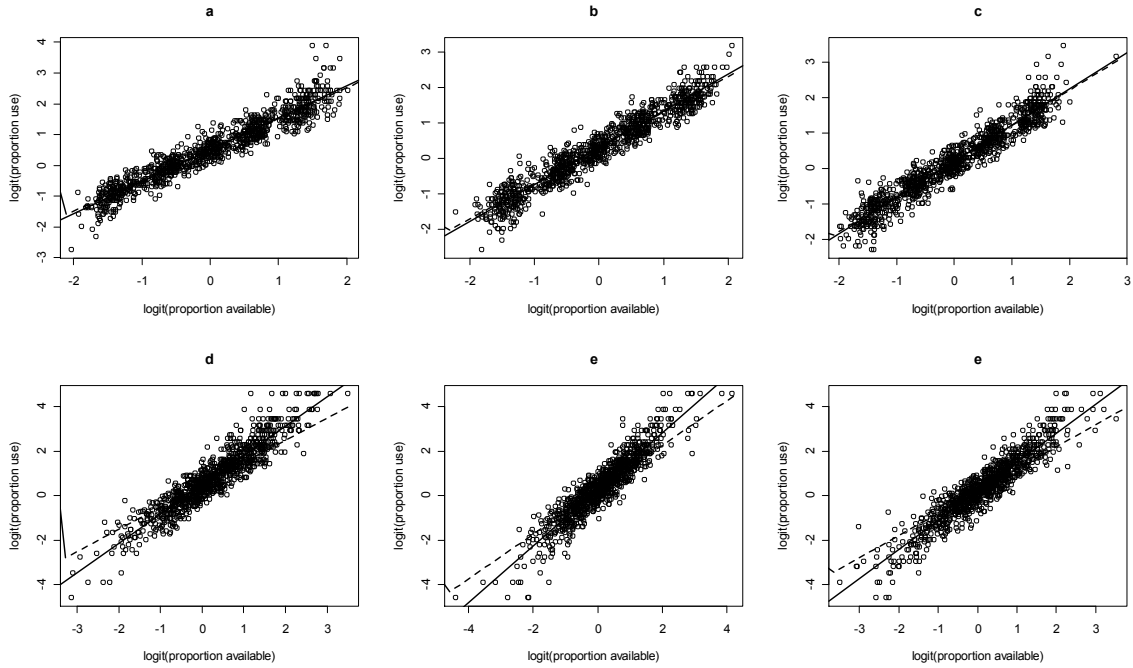 a
b
c
logit(proportion use)
4
3
2
1
0
-1
-2
-3
logit(proportion use)
3
2
1
0
-1
-2
logit(proportion use)
3
2
1
0
-1
-2
-2 -1 0 1 2
-2 -1 0 1 2
-2 -1 0 1 2 3
logit(proportion available)
logit(proportion available)
logit(proportion available)
d
e
e
logit(proportion use)
4
2
0
-2
-4
logit(proportion use)
4
2
0
-2
-4
logit(proportion use)
4
2
0
-2
-4
-3 -2 -1 0 1 2 3
-4 -2 0 2 4
-3 -2 -1 0 1 2 3
logit(proportion available)
logit(proportion available)
logit(proportion available)